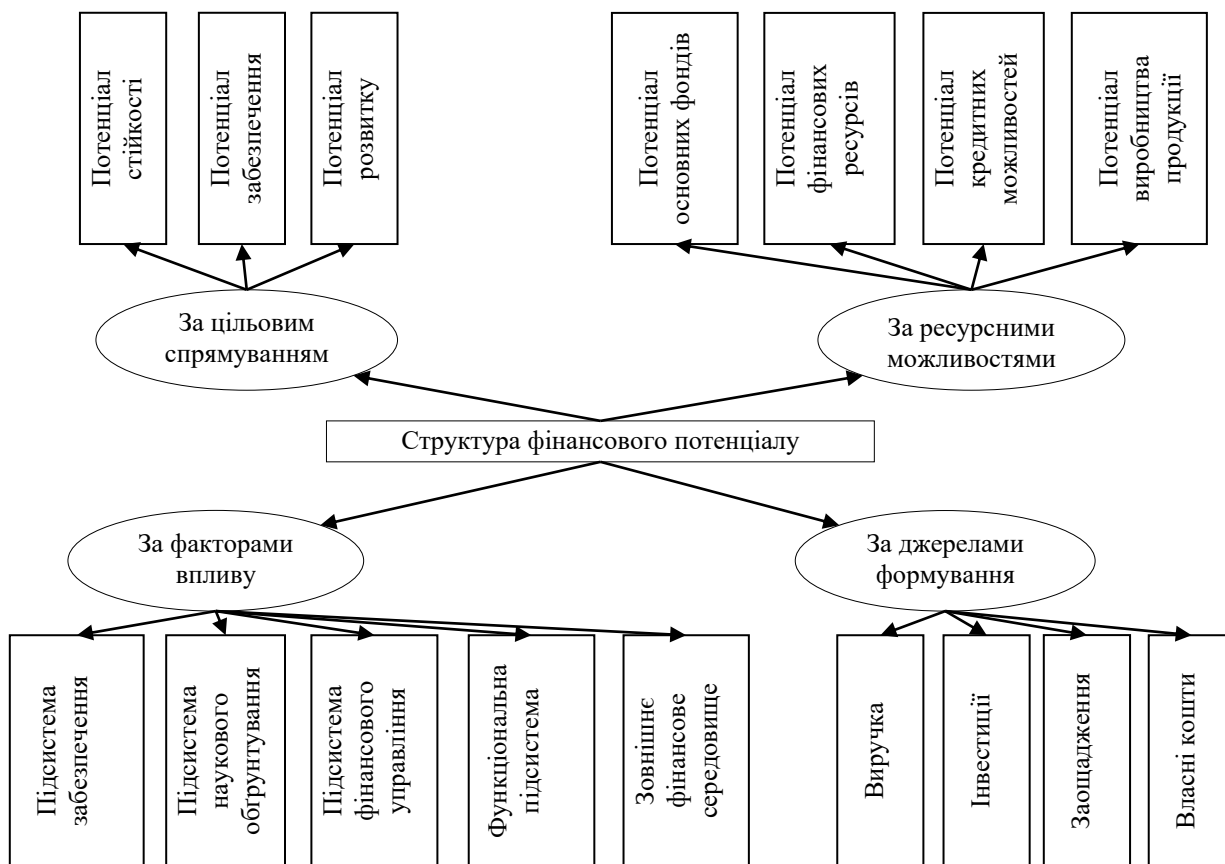 Потенціал
стійкості
Потенціал
забезпечення
Потенціал
розвитку
Потенціал
основних фондів
Потенціал
фінансових
ресурсів
Потенціал
кредитних
можливостей
Потенціал
виробництва
продукції
За цільовим
спрямуванням
За ресурсними
можливостями
Структура фінансового потенціалу
За факторами
впливу
За джерелами
формування
Підсистема
забезпечення
Підсистема
наукового
обґрунтування
Підсистема
фінансового
управління
Функціональна
підсистема
Зовнішнє
фінансове
середовище
Виручка
Інвестиції
Заощадження
Власні кошти